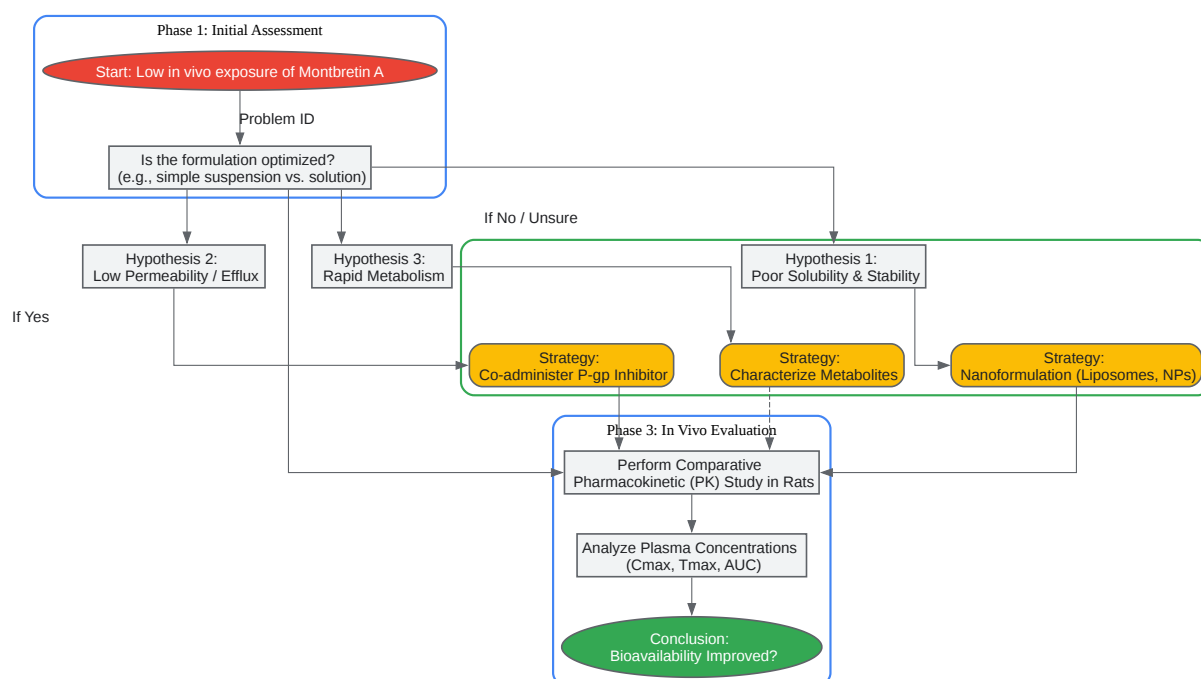 Phase 1: Initial Assessment
Start: Low in vivo exposure of Montbretin A
Problem ID
Is the formulation optimized?
(e.g., simple suspension vs. solution)
If No / Unsure
Hypothesis 2:
Low Permeability / Efflux
Hypothesis 3:
Rapid Metabolism
Hypothesis 1:
Poor Solubility & Stability
If Yes
Strategy:
Co-administer P-gp Inhibitor
Strategy:
Characterize Metabolites
Strategy:
Nanoformulation (Liposomes, NPs)
Phase 3: In Vivo Evaluation
Perform Comparative
Pharmacokinetic (PK) Study in Rats
Analyze Plasma Concentrations
(Cmax, Tmax, AUC)
Conclusion:
Bioavailability Improved?